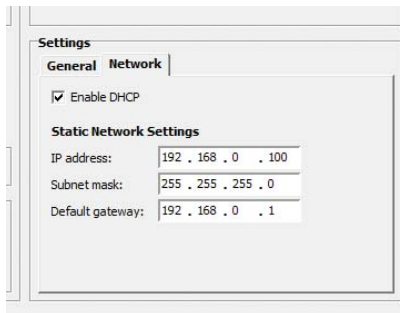 Settings
General Network
Enable DHCP
Static Network Settings
IP address: 192 . 168 . 0 . 100
Subnet mask: 255 . 255 . 255 . 0
Default gateway: 192 . 168 . 0 . 1